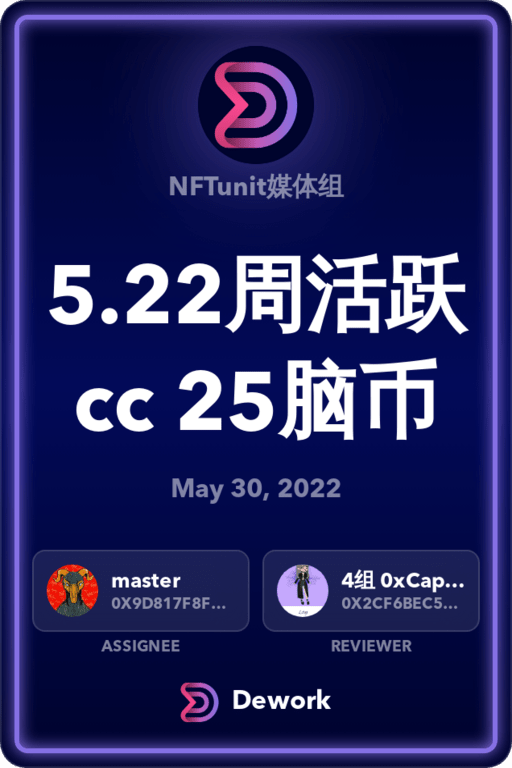 NFTunit媒体组
5.22周活跃
cc 25脑币
May 30, 2022
master
0X9D817F8F...
4组 0xCap...
0X2CF6BEC5...
ASSIGNEE
REVIEWER
Dework